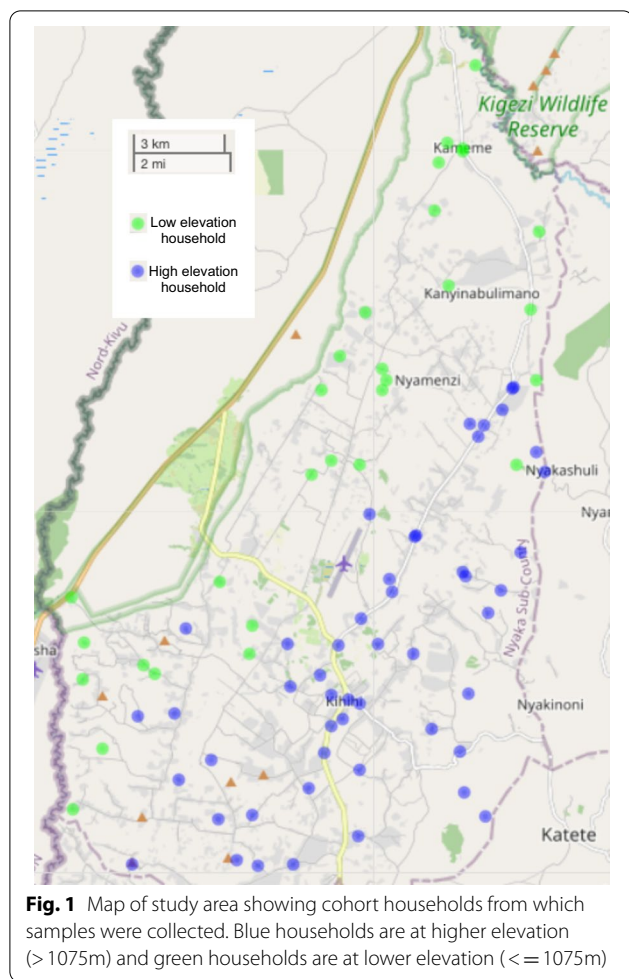 Kigezi Wildlife
Reserve
Kameme
3 km
2 mi
Low elevation
household
High elevation
household
Kanyinabulimano
Nord-Kivu
Nyamenzi
Nyakashuli
Nyar
Nyaka Sub-County
sha
Kihihi
Nyakinoni
Katete
Fig. 1 Map of study area showing cohort households from which
samples were collected. Blue households are at higher elevation
(> 1075m) and green households are at lower elevation (< = 1075m)